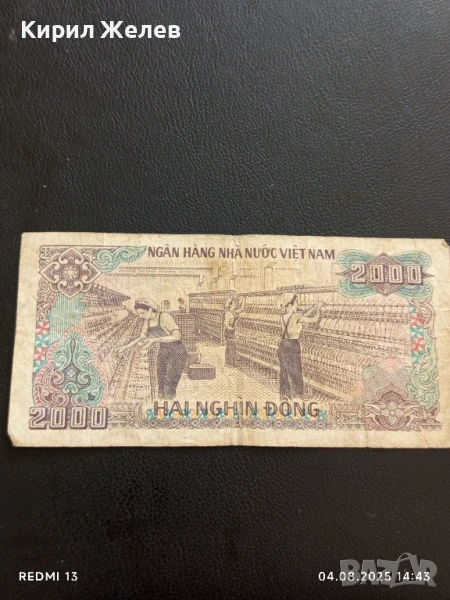 Кирил Желев
NGÂN HÀNG NHÀ NƯỚC VIỆT NAM
2000
2000
HAI NGHÌN ĐỒNG
REDMI 13
04.08.2025 14:43
BAZAR